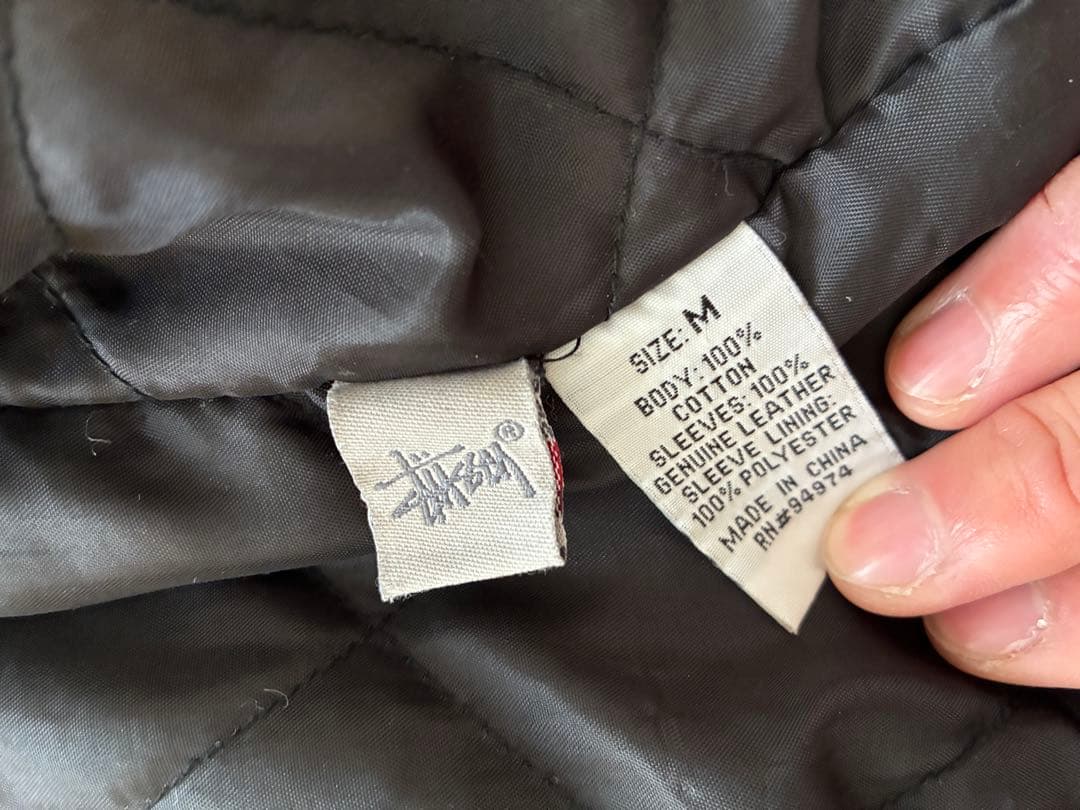 SIZE: M
BODY-100%
COTTON
SLEEVES:100%
GENUINE LEATHER
SLEEVE LINING:
100% POLYESTER
MADE IN CHINA
RN#94974
Stüssy®